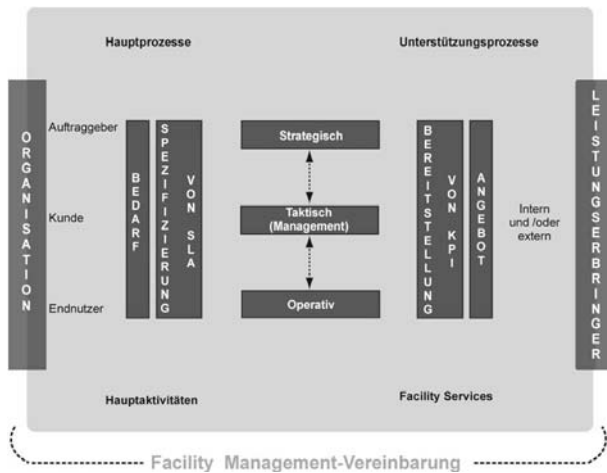 Hauptprozesse
Unterstützungsprozesse
ORGANISATION
Auftraggeber
Kunde
Endnutzer
BEDARF
SPEZIFIZIERUNG
VON SLA
Strategisch
Taktisch
(Management)
Operativ
BEREITSTELLUNG
VON KPI
ANGEBOT
Intern
und /oder
extern
LEISTUNGSERBRINGER
Hauptaktivitäten
Facility Services
Facility Management-Vereinbarung